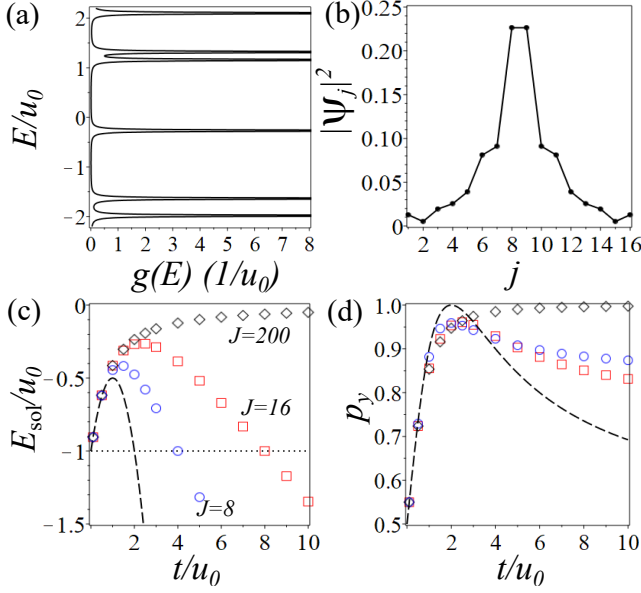 (a)
2
1
0
−1
−2
E/u₀
0 1 2 3 4 5 6 7 8
g(E) (1/u₀)
(b)
0.25
0.20
0.15
0.10
0.05
0
|ψⱼ|²
2 4 6 8 10 12 14 16
j
(c)
0
−0.5
−1
−1.5
E_sol/u₀
J=200
J=16
J=8
0 2 4 6 8 10
t/u₀
(d)
1.0
0.9
0.8
0.7
0.6
0.5
p_y
0 2 4 6 8 10
t/u₀